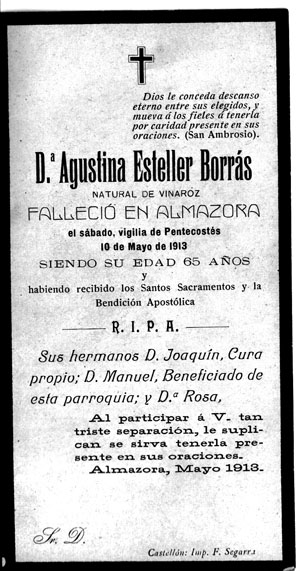 Dios le conceda descanso
eterno entre sus elegidos, y
mueva á los fieles á tenerla
por caridad presente en sus
oraciones. (San Ambrosio).
D.ª Agustina Esteller Borrás
NATURAL DE VINAROZ
FALLECIÓ EN ALMAZORA
el sábado, vigilia de Pentecostés
10 de Mayo de 1913
SIENDO SU EDAD 65 AÑOS
y
habiendo recibido los Santos Sacramentos y la
Bendición Apostólica
R. I. P. A.
Sus hermanos D. Joaquín, Cura
propio; D. Manuel, Beneficiado de
esta parroquia; y D.ª Rosa,
Al participar á V. tan
triste separación, le supli-
can se sirva tenerla pre-
sente en sus oraciones.
Almazora, Mayo 1913.
Sr. D.
Castellón: Imp. F. Segarra